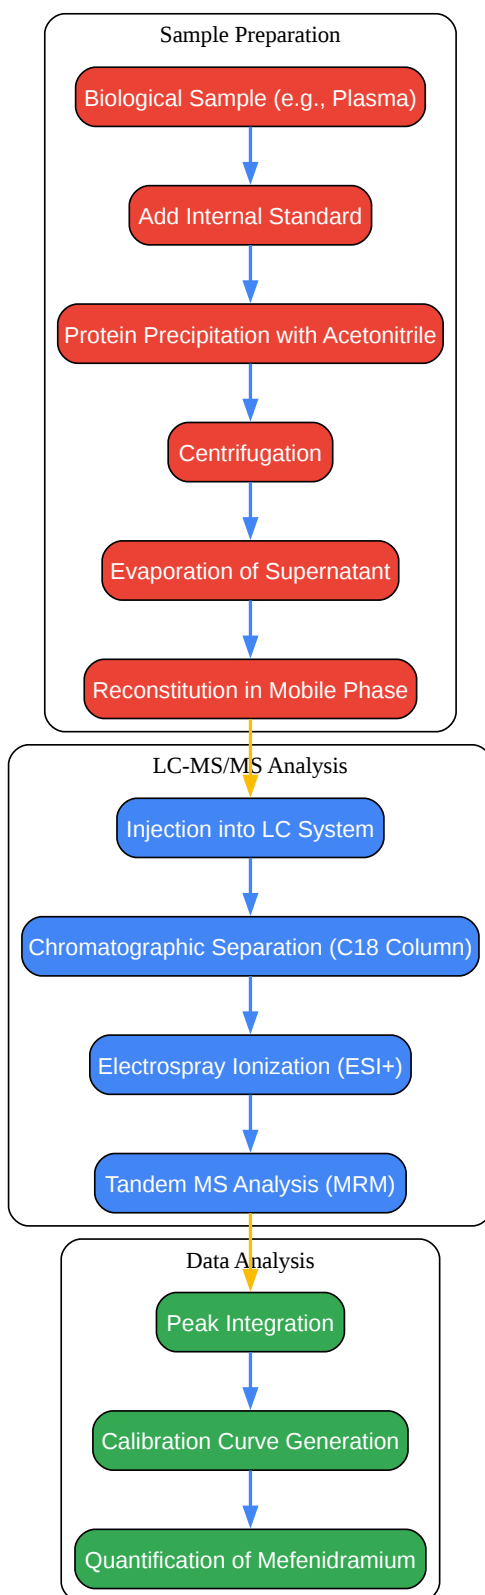 Sample Preparation
Biological Sample (e.g., Plasma)
Add Internal Standard
Protein Precipitation with Acetonitrile
Centrifugation
Evaporation of Supernatant
Reconstitution in Mobile Phase
LC-MS/MS Analysis
Injection into LC System
Chromatographic Separation (C18 Column)
Electrospray Ionization (ESI+)
Tandem MS Analysis (MRM)
Data Analysis
Peak Integration
Calibration Curve Generation
Quantification of Mefenidramium